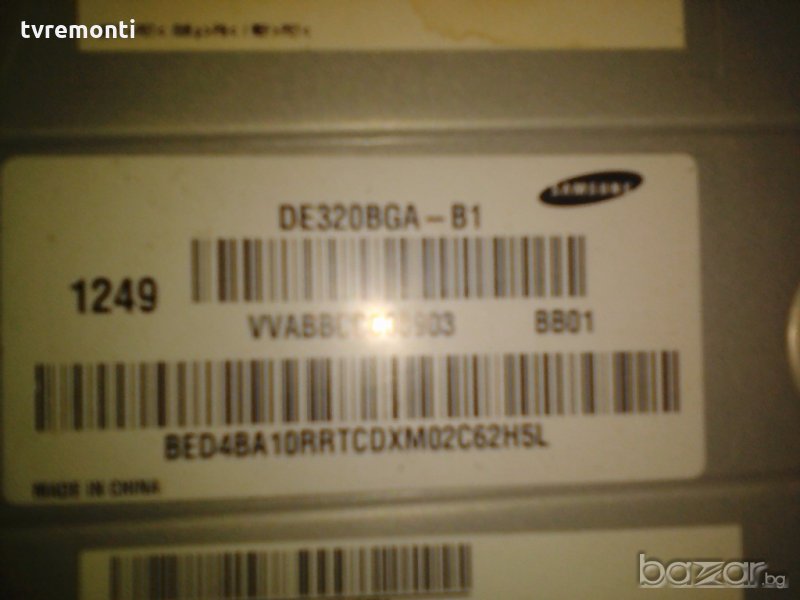 tvremonti
SAMSUNG
DE320BGA-B1
1249
BB01
BED4BA10RRTCDXM02C62H5L
MADE IN CHINA
bazar.bg